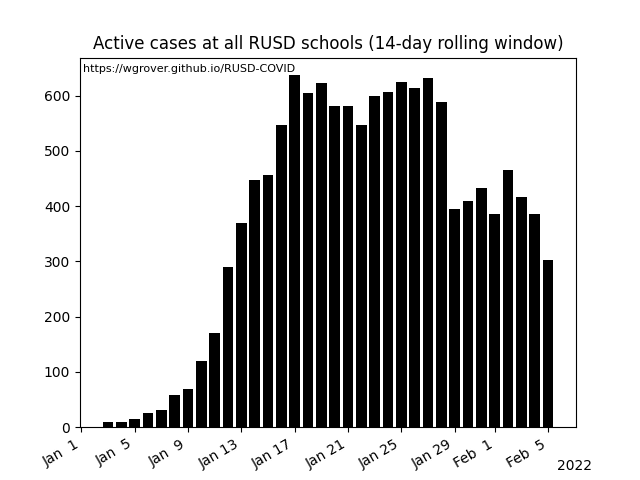 Active cases at all RUSD schools (14-day rolling window)
https://wgrover.github.io/RUSD-COVID
600
500
400
300
200
100
0
Jan 1
Jan 5
Jan 9
Jan 13
Jan 17
Jan 21
Jan 25
Jan 29
Feb 1
Feb 5
2022